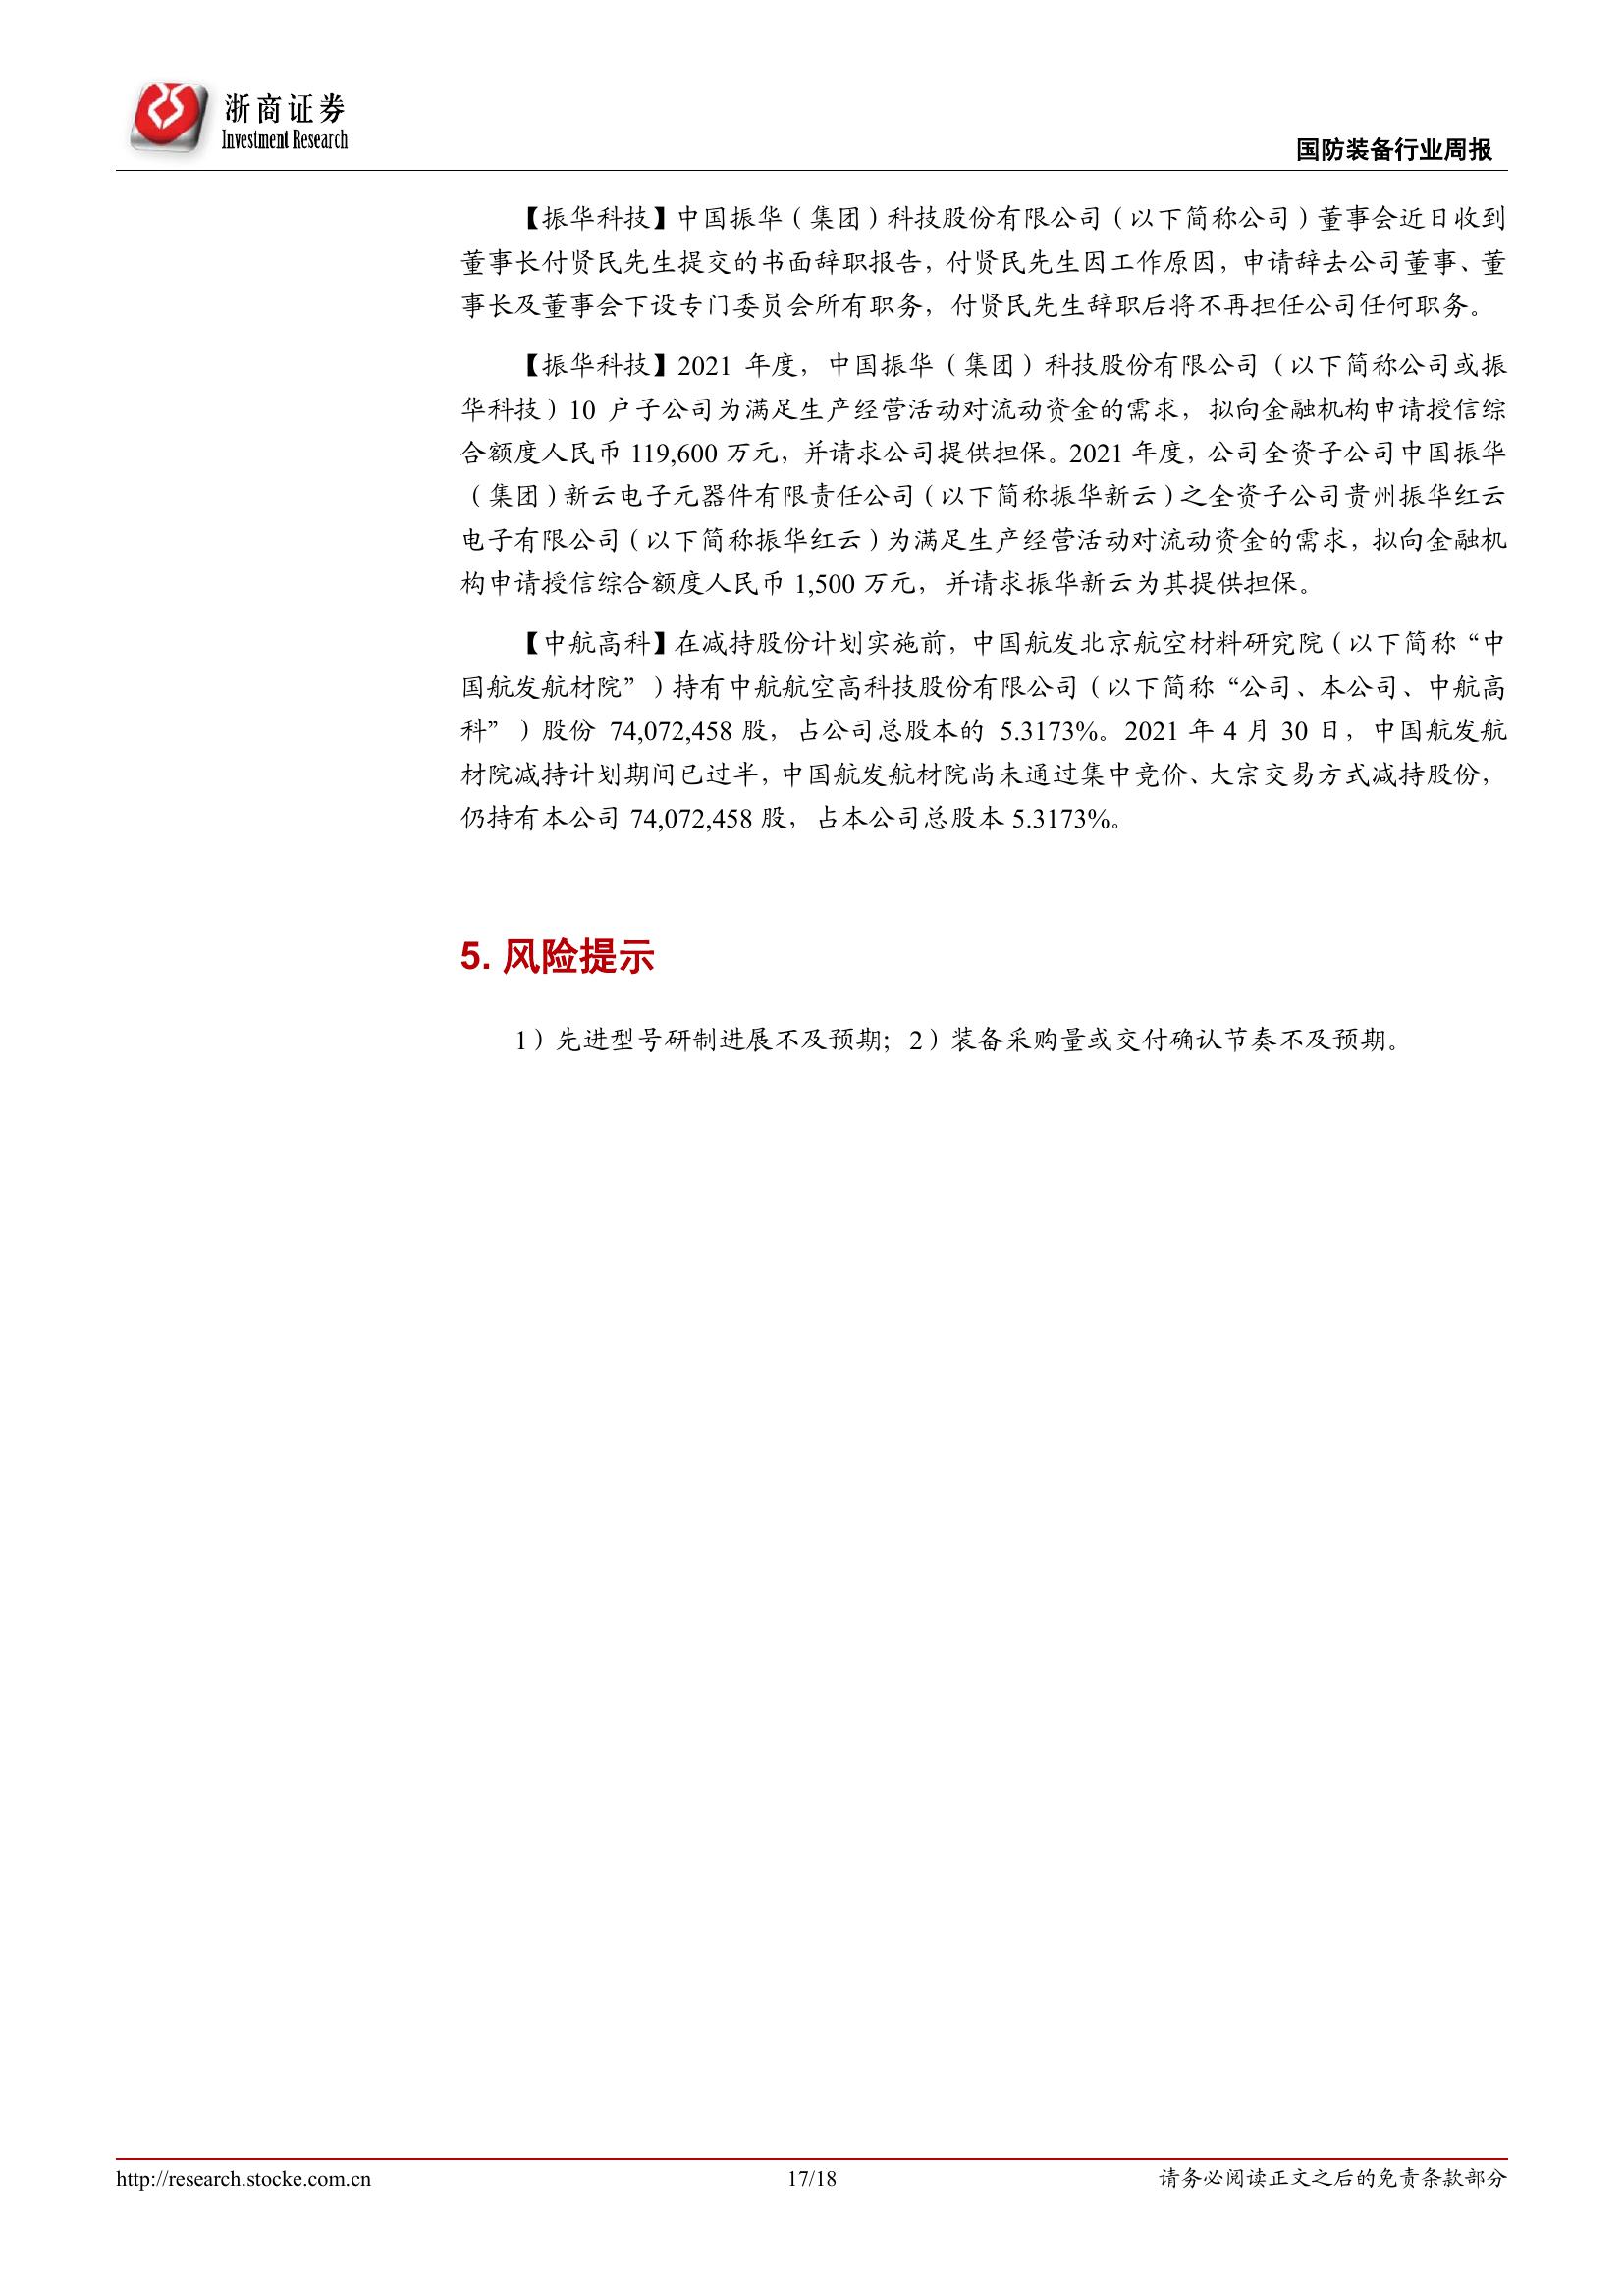 浙商证券
Investment Research
国防装备行业周报
【振华科技】中国振华（集团）科技股份有限公司（以下简称公司）董事会近日收到
董事长付贤民先生提交的书面辞职报告，付贤民先生因工作原因，申请辞去公司董事、董
事长及董事会下设专门委员会所有职务，付贤民先生辞职后将不再担任公司任何职务。
【振华科技】2021 年度，中国振华（集团）科技股份有限公司（以下简称公司或振
华科技）10 户子公司为满足生产经营活动对流动资金的需求，拟向金融机构申请授信综
合额度人民币 119,600 万元，并请求公司提供担保。2021 年度，公司全资子公司中国振华
（集团）新云电子元器件有限责任公司（以下简称振华新云）之全资子公司贵州振华红云
电子有限公司（以下简称振华红云）为满足生产经营活动对流动资金的需求，拟向金融机
构申请授信综合额度人民币 1,500 万元，并请求振华新云为其提供担保。
【中航高科】在减持股份计划实施前，中国航发北京航空材料研究院（以下简称“中
国航发航材院”）持有中航航空高科技股份有限公司（以下简称“公司、本公司、中航高
科”）股份 74,072,458 股，占公司总股本的 5.3173%。2021 年 4 月 30 日，中国航发航
材院减持计划期间已过半，中国航发航材院尚未通过集中竞价、大宗交易方式减持股份，
仍持有本公司 74,072,458 股，占本公司总股本 5.3173%。
5. 风险提示
1）先进型号研制进展不及预期；2）装备采购量或交付确认节奏不及预期。
http://research.stocke.com.cn
17/18
请务必阅读正文之后的免责条款部分